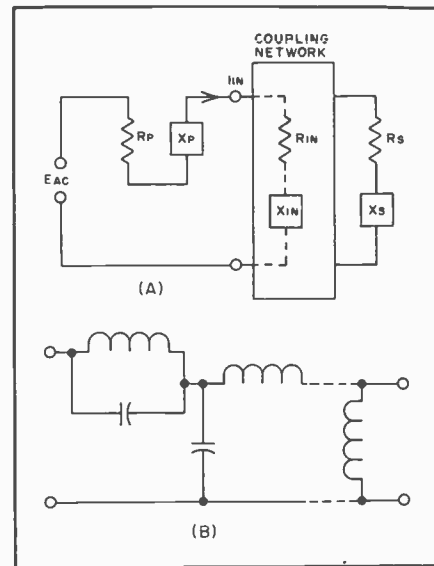 COUPLING
NETWORK
IIN
RP
XP
RIN
RS
EAC
XIN
XS
(A)
(B)